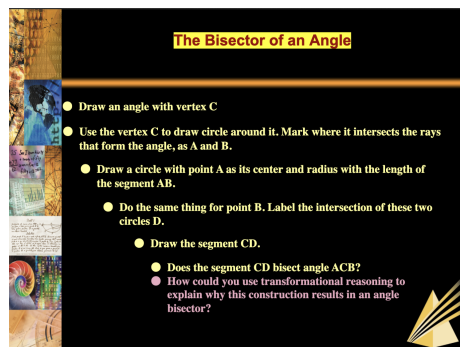 The Bisector of an Angle
Draw an angle with vertex C
Use the vertex C to draw circle around it. Mark where it intersects the rays
that form the angle, as A and B.
Draw a circle with point A as its center and radius with the length of
the segment AB.
Do the same thing for point B. Label the intersection of these two
circles D.
Draw the segment CD.
Does the segment CD bisect angle ACB?
How could you use transformational reasoning to
explain why this construction results in an angle
bisector?